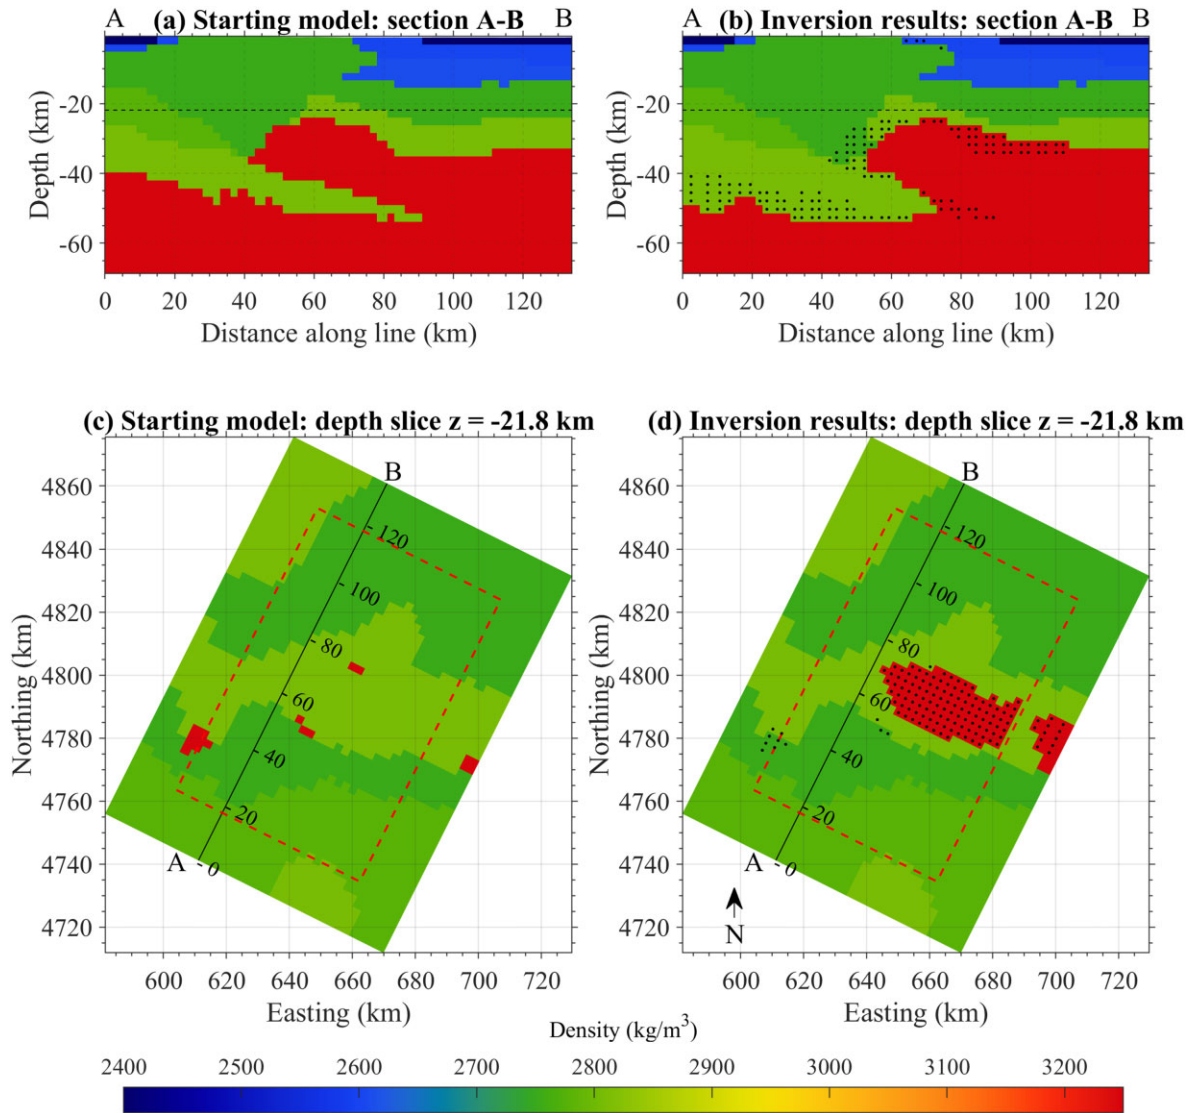 A (a) Starting model: section A-B B
A (b) Inversion results: section A-B B
-20
-40
-60
Depth (km)
0 20 40 60 80 100 120
Distance along line (km)
-20
-40
-60
Depth (km)
0 20 40 60 80 100 120
Distance along line (km)
(c) Starting model: depth slice z = -21.8 km
(d) Inversion results: depth slice z = -21.8 km
4860
4840
4820
4800
4780
4760
4740
4720
Northing (km)
B
120
100
80
60
40
20
0
A
600 620 640 660 680 700 720
Easting (km)
4860
4840
4820
4800
4780
4760
4740
4720
Northing (km)
B
120
100
80
60
40
20
0
A
N
600 620 640 660 680 700 720
Easting (km)
Density (kg/m³)
2400 2500 2600 2700 2800 2900 3000 3100 3200